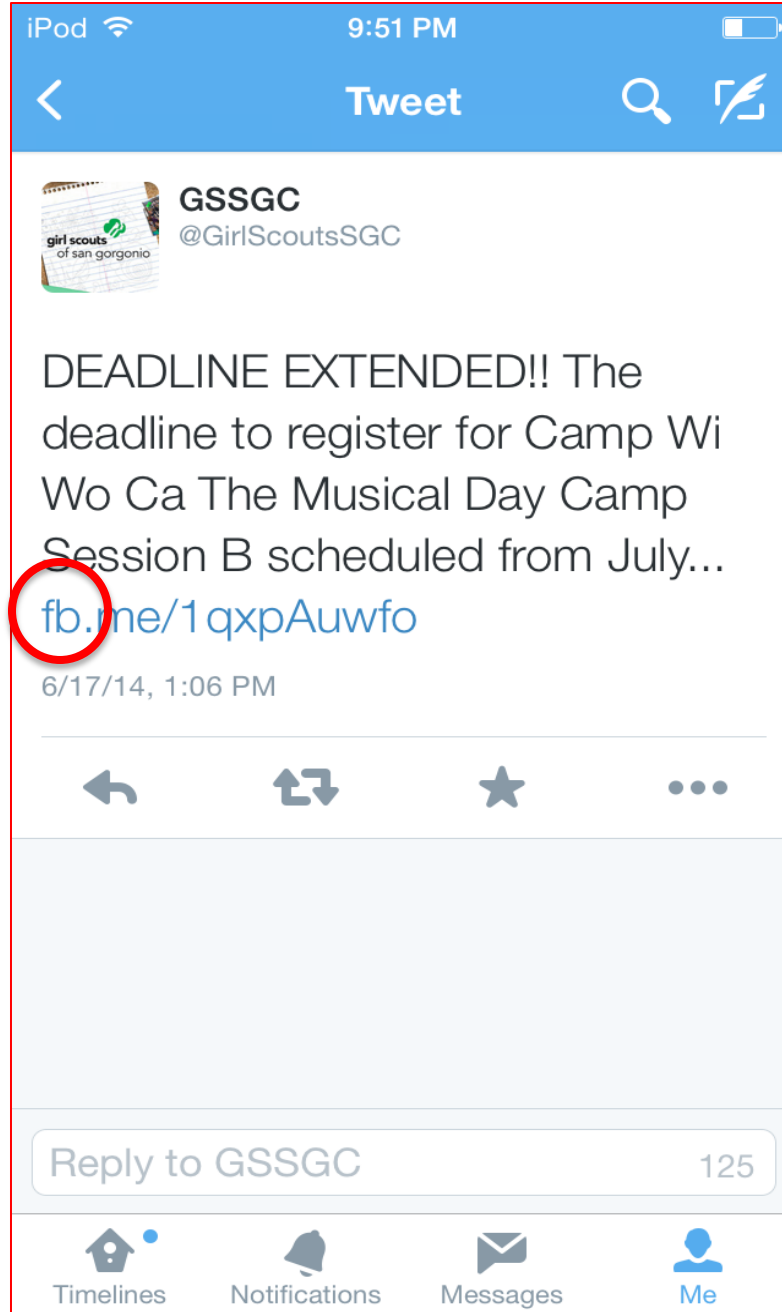 iPod 9:51 PM
Tweet
girl scouts
of san gorgonio
GSSGC
@GirlScoutsSGC
DEADLINE EXTENDED!! The
deadline to register for Camp Wi
Wo Ca The Musical Day Camp
Session B scheduled from July...
fb.me/1qxpAuwfo
6/17/14, 1:06 PM
Reply to GSSGC 125
Timelines Notifications Messages Me